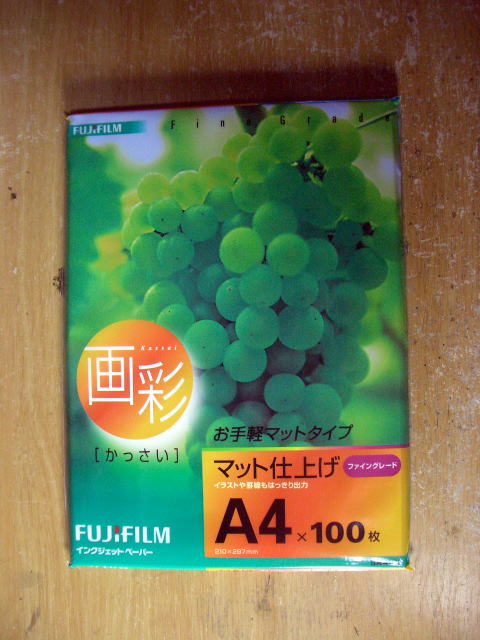 FUJIFILM
Fine Grade
Kassai
画彩
[かっさい]
お手軽マットタイプ
マット仕上げ
ファイングレード
イラストや罫線もはっきり出力
A4×100枚
210×297mm
FUJIFILM
インクジェットペーパー